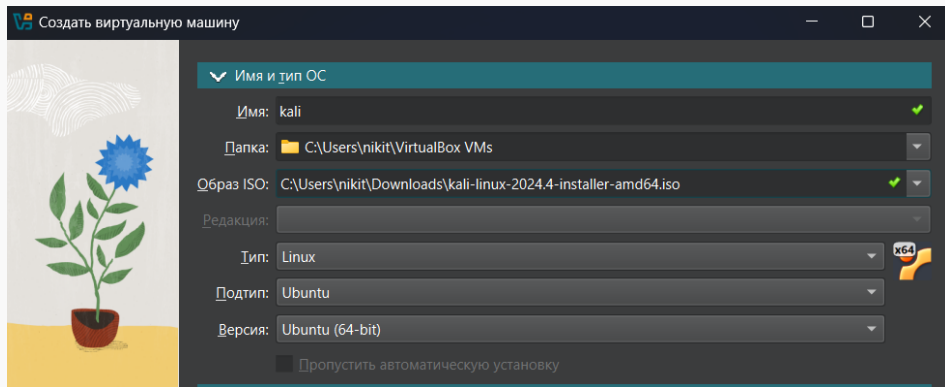 Создать виртуальную машину
Имя и тип ОС
Имя: kali
Папка: C:\Users\nikit\VirtualBox VMs
Образ ISO: C:\Users\nikit\Downloads\kali-linux-2024.4-installer-amd64.iso
Редакция:
Тип: Linux
x64
Подтип: Ubuntu
Версия: Ubuntu (64-bit)
Пропустить автоматическую установку